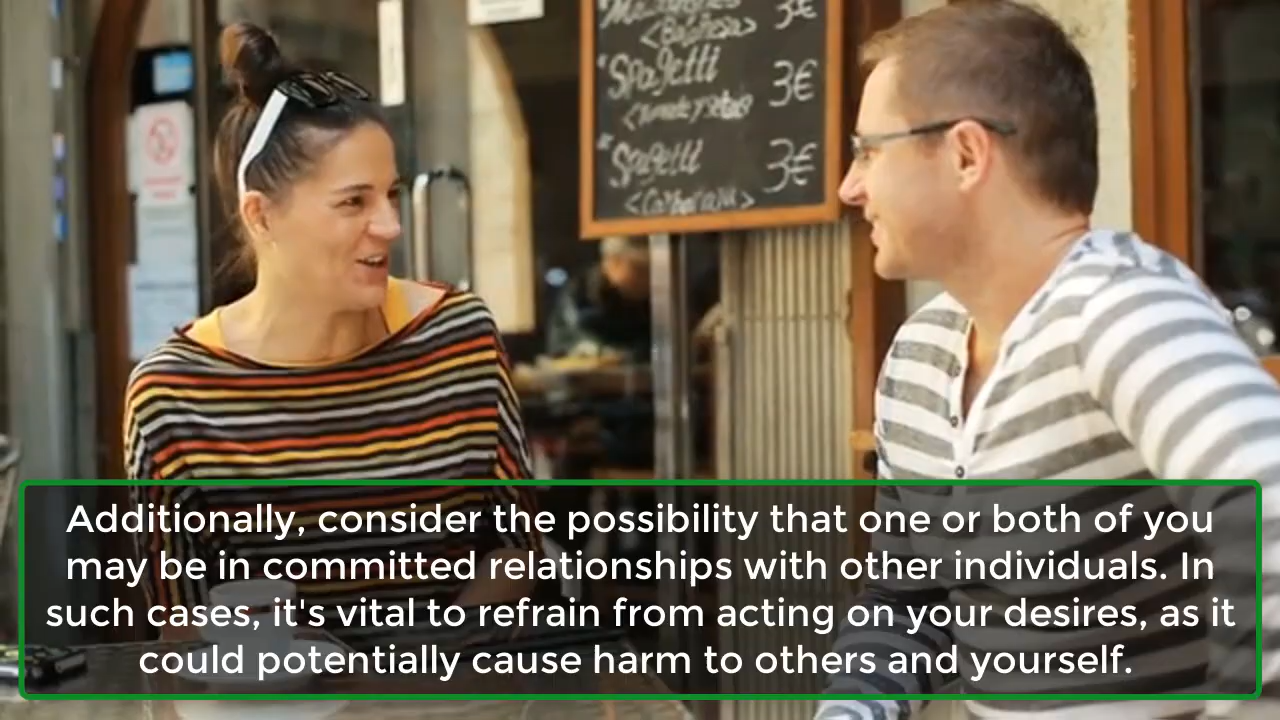 3€
"Spagetti
3€
"Spagetti
3€
Additionally, consider the possibility that one or both of you
may be in committed relationships with other individuals. In
such cases, it's vital to refrain from acting on your desires, as it
could potentially cause harm to others and yourself.